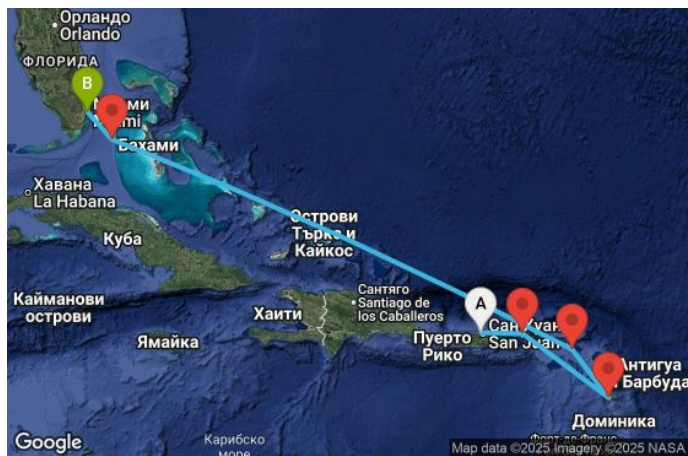 Орландо
Orlando
ФЛОРИДА
B
Miami
Бахами
Хавана
La Habana
Куба
Острови
Търкс и
Кайкос
Кайманови
острови
Сантяго
Santiago de
los Caballeros
A
Хаити
Ямайка
Пуерто
Рико
Сан Хуан
San Juan
Антигуа
и Барбуда
Доминика
Google
Карибско
море
Map data ©2025 Imagery ©2025 NASA